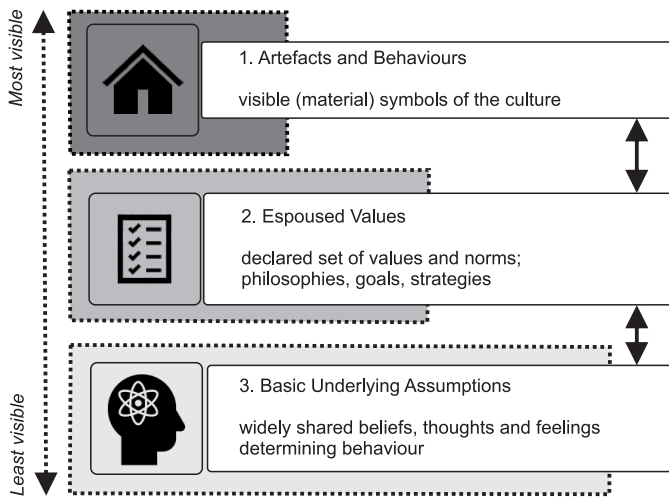 Most visible
1. Artefacts and Behaviours
visible (material) symbols of the culture
2. Espoused Values
declared set of values and norms;
philosophies, goals, strategies
3. Basic Underlying Assumptions
widely shared beliefs, thoughts and feelings
determining behaviour
Least visible